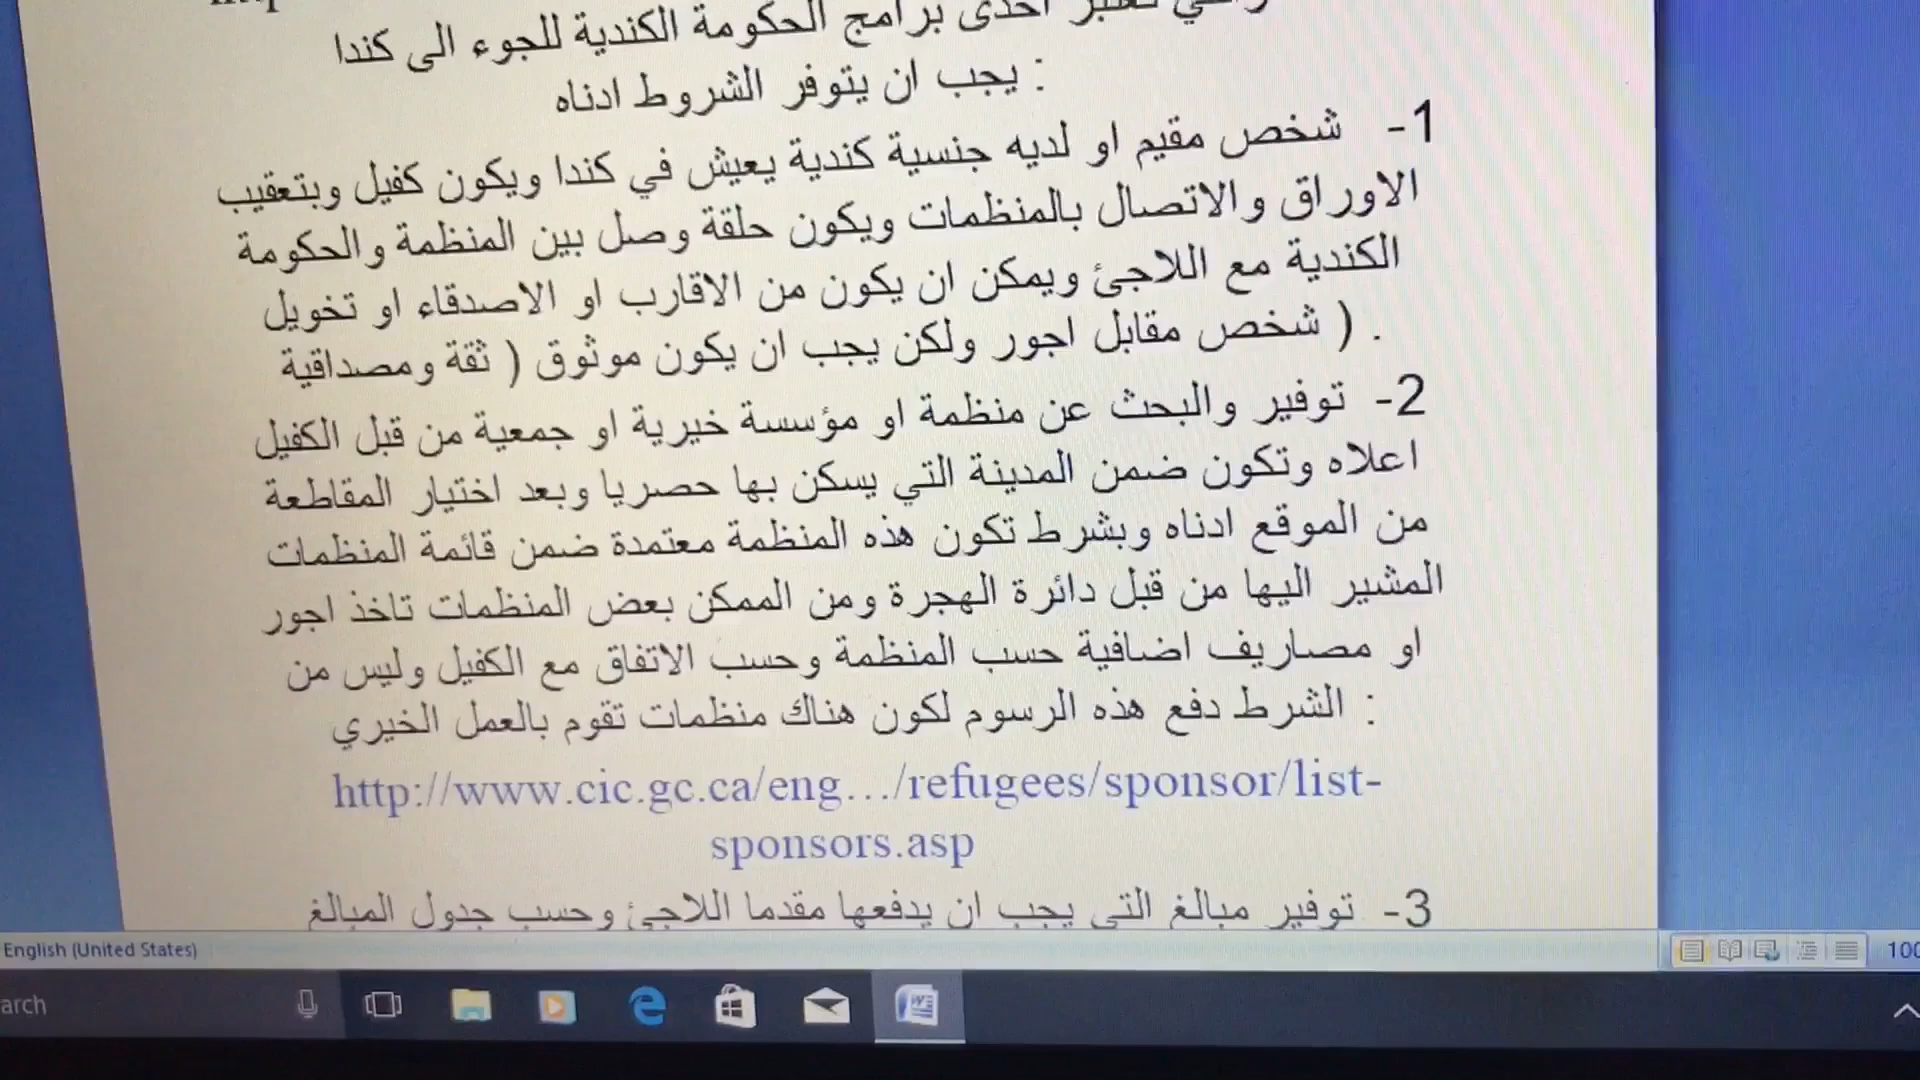 تعتبر احدى برامج الحكومة الكندية للجوء الى كندا
: يجب ان يتوفر الشروط ادناه
1- شخص مقيم او لديه جنسية كندية يعيش في كندا ويكون كفيل وبتعقيب
الاوراق والاتصال بالمنظمات ويكون حلقة وصل بين المنظمة والحكومة
الكندية مع اللاجئ ويمكن ان يكون من الاقارب او الاصدقاء او تخويل
. ( شخص مقابل اجور ولكن يجب ان يكون موثوق ( ثقة ومصداقية
2- توفير والبحث عن منظمة او مؤسسة خيرية او جمعية من قبل الكفيل
اعلاه وتكون ضمن المدينة التي يسكن بها حصريا وبعد اختيار المقاطعة
من الموقع ادناه وبشرط تكون هذه المنظمة معتمدة ضمن قائمة المنظمات
المشير اليها من قبل دائرة الهجرة ومن الممكن بعض المنظمات تاخذ اجور
او مصاريف اضافية حسب المنظمة وحسب الاتفاق مع الكفيل وليس من
: الشرط دفع هذه الرسوم لكون هناك منظمات تقوم بالعمل الخيري
http://www.cic.gc.ca/eng…/refugees/sponsor/list-
sponsors.asp
3- توفير مبالغ التي يجب ان يدفعها مقدما اللاجئ وحسب جدول المبالغ
English (United States)
100
arch